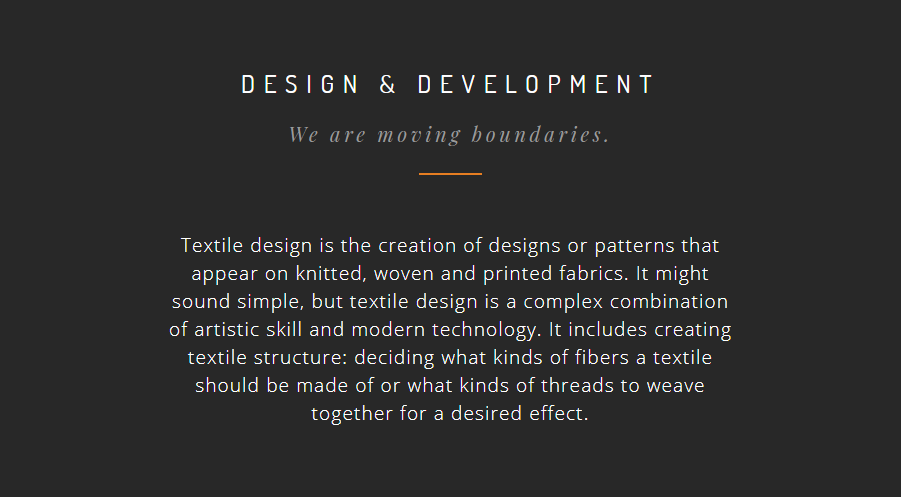 DESIGN & DEVELOPMENT
We are moving boundaries.
Textile design is the creation of designs or patterns that
appear on knitted, woven and printed fabrics. It might
sound simple, but textile design is a complex combination
of artistic skill and modern technology. It includes creating
textile structure: deciding what kinds of fibers a textile
should be made of or what kinds of threads to weave
together for a desired effect.